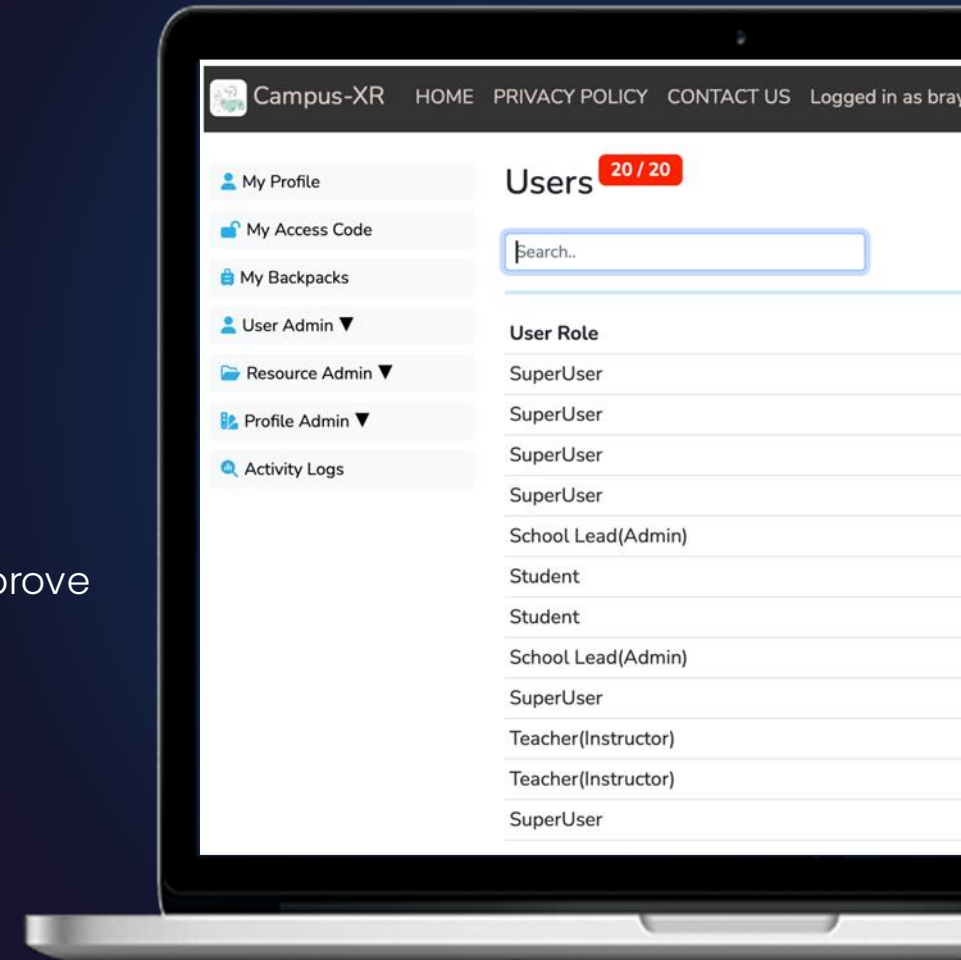 Campus-XR HOME PRIVACY POLICY CONTACT US Logged in as bray
My Profile
My Access Code
My Backpacks
User Admin ▼
Resource Admin ▼
Profile Admin ▼
Activity Logs
Users 20 / 20
Search..
User Role
SuperUser
SuperUser
SuperUser
SuperUser
School Lead(Admin)
Student
Student
School Lead(Admin)
SuperUser
Teacher(Instructor)
Teacher(Instructor)
SuperUser
prove